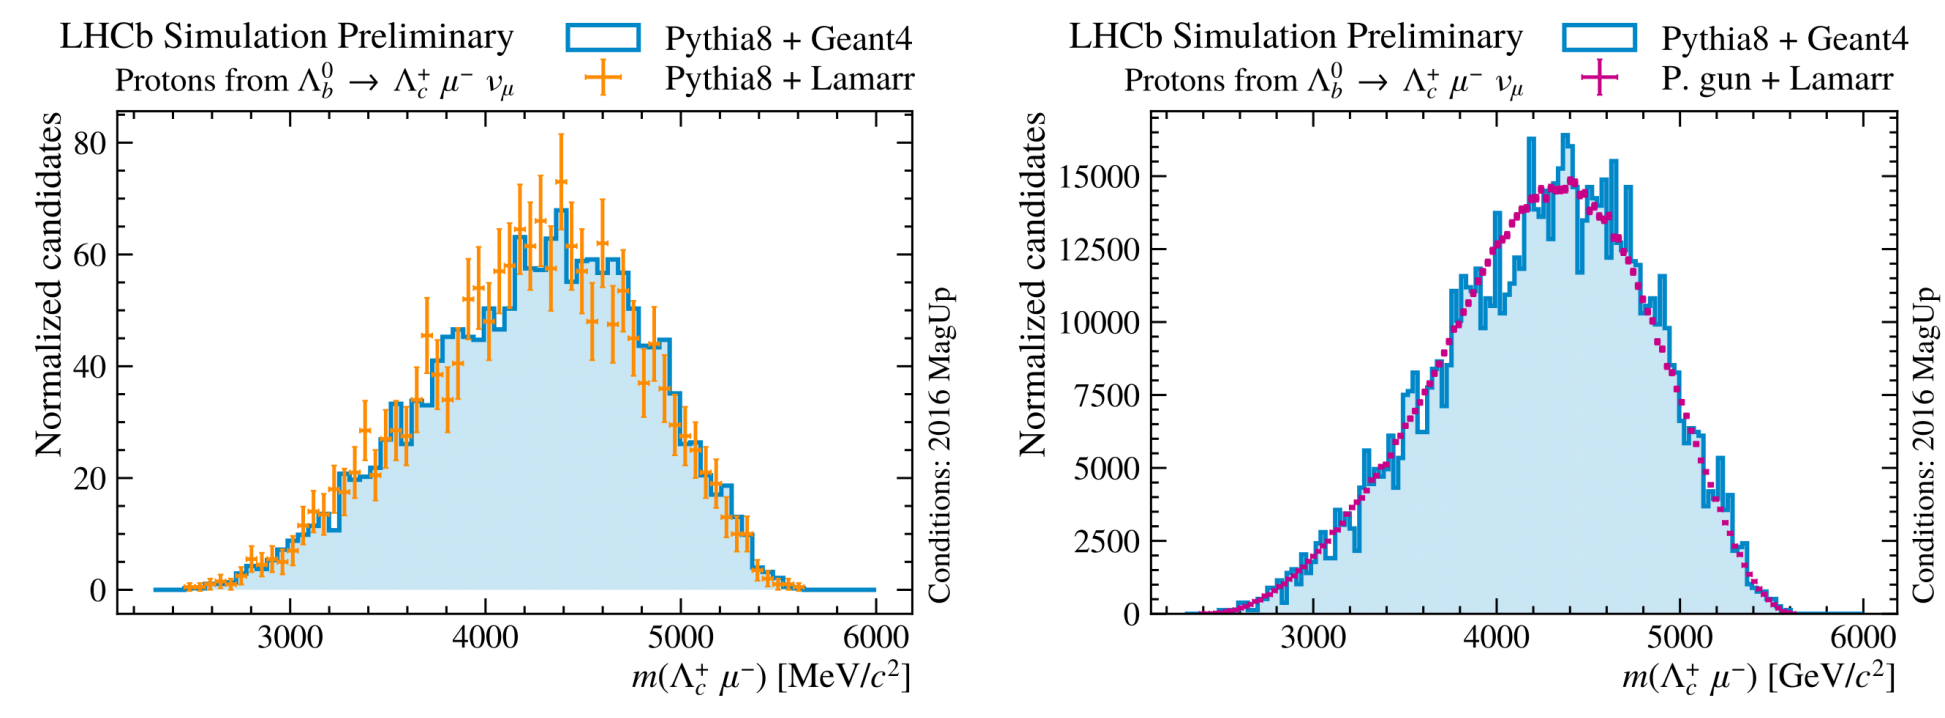 LHCb Simulation Preliminary
Protons from Λ_b^0 → Λ_c^+ μ^− ν_μ
Pythia8 + Geant4
Pythia8 + Lamarr
Normalized candidates
80
60
40
20
0
3000 4000 5000 6000
m(Λ_c^+ μ^−) [MeV/c^2]
Conditions: 2016 MagUp
LHCb Simulation Preliminary
Protons from Λ_b^0 → Λ_c^+ μ^− ν_μ
Pythia8 + Geant4
P. gun + Lamarr
Normalized candidates
15000
12500
10000
7500
5000
2500
0
3000 4000 5000 6000
m(Λ_c^+ μ^−) [GeV/c^2]
Conditions: 2016 MagUp